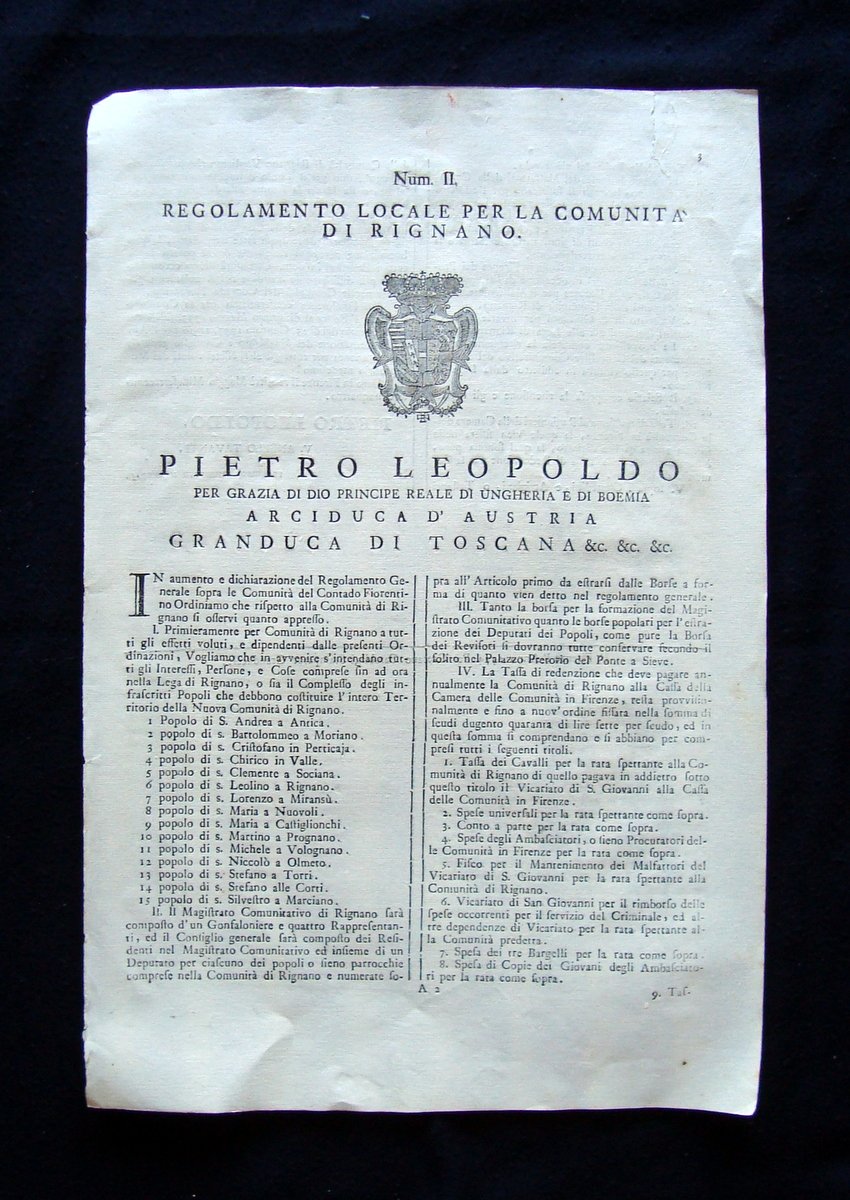 3
Num. II.
REGOLAMENTO LOCALE PER LA COMUNITA'
DI RIGNANO.
PIETRO LEOPOLDO
PER GRAZIA DI DIO PRINCIPE REALE DI UNGHERIA E DI BOEMIA
ARCIDUCA D' AUSTRIA
GRANDUCA DI TOSCANA &c. &c. &c.
IN aumento e dichiarazione del Regolamento Ge-
nerale sopra le Comunità del Contado Fiorenti-
no Ordiniamo che rispetto alla Comunità di Ri-
gnano si osservi quanto appresso.
I. Primieramente per Comunità di Rignano a tut-
ti gli effetti voluti, e dipendenti dalle presenti Or-
dinazioni, Vogliamo che in avvenire s'intendano tut-
ti gli Interessi, Persone, e Cose comprese sin ad ora
nella Lega di Rignano, o sia il Complesso degli in-
frascritti Popoli che debbono costituire l'intero Ter-
ritorio della Nuova Comunità di Rignano.
1 Popolo di S. Andrea a Antica.
2 popolo di s. Bartolommeo a Moriano.
3 popolo di s. Cristofano in Perticaja.
4 popolo di s. Chirico in Valle.
5 popolo di s. Clemente a Sociana.
6 popolo di s. Leolino a Rignano.
7 popolo di s. Lorenzo a Miransù.
8 popolo di s. Maria a Nuovoli.
9 popolo di s. Maria a Castiglionchi.
10 popolo di s. Martino a Prognano.
11 popolo di s. Michele a Volognano.
12 popolo di s. Niccolò a Olmeto.
13 popolo di s. Stefano a Torri.
14 popolo di s. Stefano alle Corti.
15 popolo di s. Silvestro a Marciano.
II. Il Magistrato Comunitativo di Rignano sarà
composto d'un Gonfaloniere e quattro Rappresentan-
ti, ed il Consiglio generale sarà composto dei Resi-
denti nel Magistrato Comunitativo ed insieme di un
Deputato per ciascuno dei popoli o sieno parrocchie
comprese nella Comunità di Rignano e numerate so-
pra all'Articolo primo da estrarsi dalle Borse a for-
ma di quanto vien detto nel regolamento generale.
III. Tanto la borsa per la formazione del Magi-
strato Comunitativo quanto le borse popolari per l'estra-
zione dei Deputati dei Popoli, come pure la Borsa
dei Revisori si dovranno tutte conservare secondo il
solito nel Palazzo Pretorio del Ponte a Sieve.
IV. La Tassa di redenzione che deve pagare an-
nualmente la Comunità di Rignano alla Cassa della
Camera delle Comunità in Firenze, resta provvisio-
nalmente e fino a nuov'ordine fissata nella somma di
scudi dugento quaranta di lire sette per scudo, ed in
questa somma si comprendano e si abbiano per com-
presi tutti i seguenti titoli.
1. Tassa dei Cavalli per la rata spettante alla Co-
munità di Rignano di quello pagava in addietro sotto
questo titolo il Vicariato di S. Giovanni alla Cassa
delle Comunità in Firenze.
2. Spese universali per la rata spettante come sopra.
3. Conto a parte per la rata come sopra.
4. Spese degli Ambasciatori, o sieno Procuratori del-
le Comunità in Firenze per la rata come sopra.
5. Fisco per il Mantenimento dei Malfattori del
Vicariato di S. Giovanni per la rata spettante alla
Comunità di Rignano.
6. Vicariato di San Giovanni per il rimborso delle
spese occorrenti per il servizio del Criminale, ed al-
tre dependenze di Vicariato per la rata spettante al-
la Comunità predetta.
7. Spesa dei tre Bargelli per la rata come sopra.
8. Spesa di Copie dei Giovani degli Ambasciato-
ri per la rata come sopra.
A 2
9. Tas-